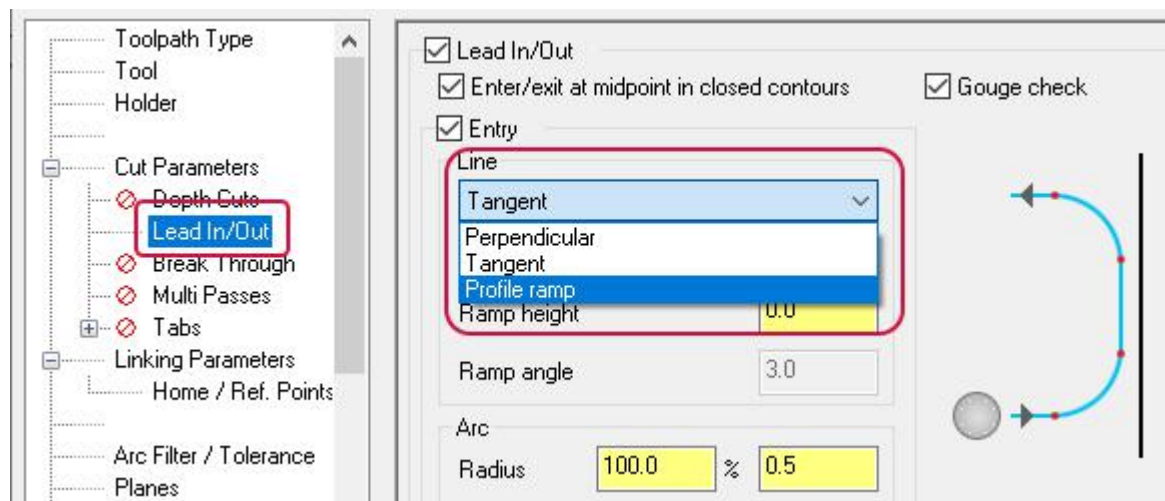 Toolpath Type
Tool
Holder
Cut Parameters
Depth Cuts
Lead In/Out
Break Through
Multi Passes
Tabs
Linking Parameters
Home / Ref. Points
Arc Filter / Tolerance
Planes
Lead In/Out
Enter/exit at midpoint in closed contours
Gouge check
Entry
Line
Tangent
Perpendicular
Tangent
Profile ramp
Ramp height 0.0
Ramp angle 3.0
Arc
Radius 100.0 % 0.5